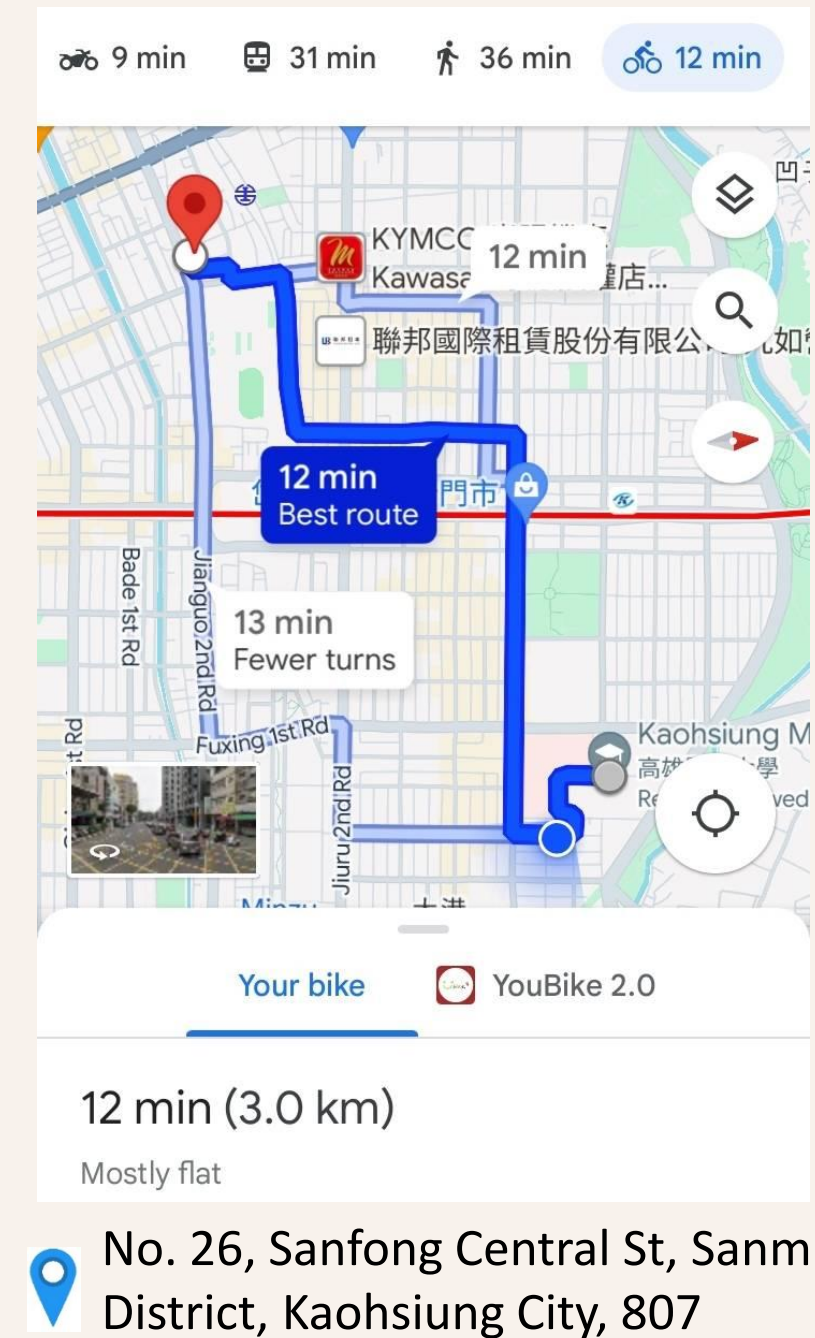 9 min
31 min
36 min
12 min
KYMCO
12 min
店...
聯邦國際租賃股份有限公
12 min
Best route
門市
Bade 1st Rd
Jianguo 2nd Rd
13 min
Fewer turns
Fuxing 1st Rd
t Rd
Jiuru 2nd Rd
Kaohsiung M
高雄
學
Your bike
YouBike 2.0
12 min (3.0 km)
Mostly flat
No. 26, Sanfong Central St, Sanm
District, Kaohsiung City, 807